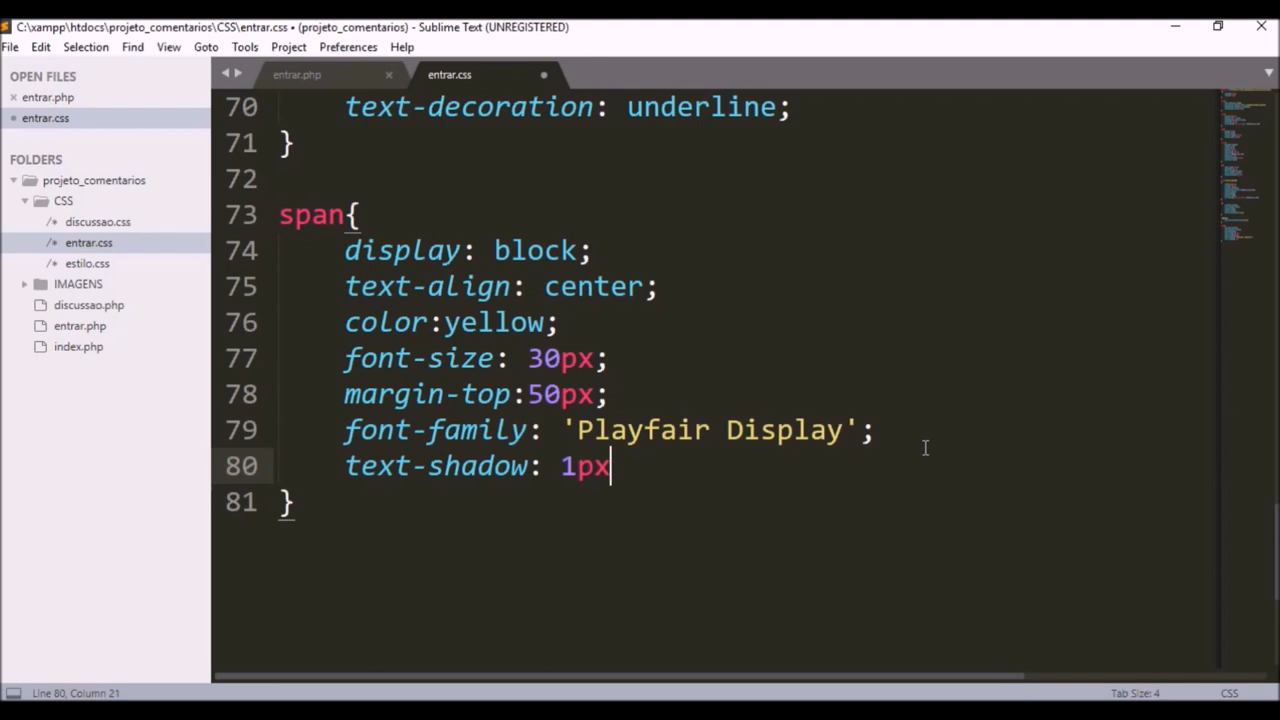 C:\xampp\htdocs\projeto_comentarios\CSS\entrar.css • (projeto_comentarios) - Sublime Text (UNREGISTERED)
File Edit Selection Find View Goto Tools Project Preferences Help
OPEN FILES
entrar.php
entrar.css
FOLDERS
projeto_comentarios
CSS
/* discussao.css
/* entrar.css
/* estilo.css
IMAGENS
discussao.php
entrar.php
index.php
entrar.php entrar.css
70 text-decoration: underline;
71 }
72
73 span{
74 display: block;
75 text-align: center;
76 color:yellow;
77 font-size: 30px;
78 margin-top:50px;
79 font-family: 'Playfair Display';
80 text-shadow: 1px
81 }
Line 80, Column 21 Tab Size: 4 CSS